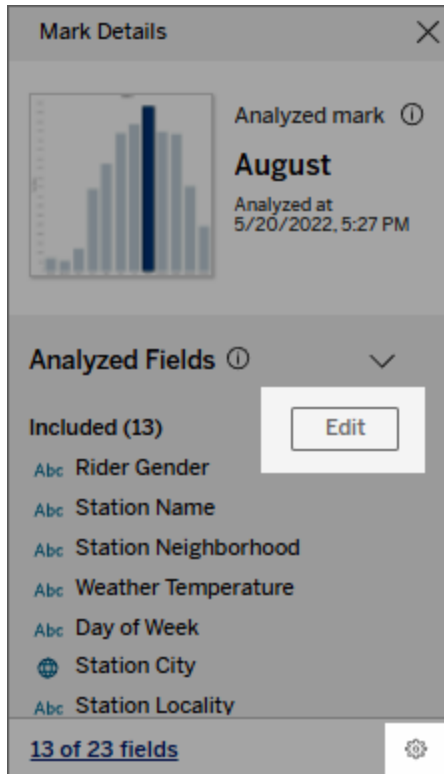 Mark Details
Analyzed mark
August
Analyzed at
5/20/2022, 5:27 PM
Analyzed Fields
Included (13)
Edit
Abc Rider Gender
Abc Station Name
Abc Station Neighborhood
Abc Weather Temperature
Abc Day of Week
Station City
Abc Station Locality
13 of 23 fields